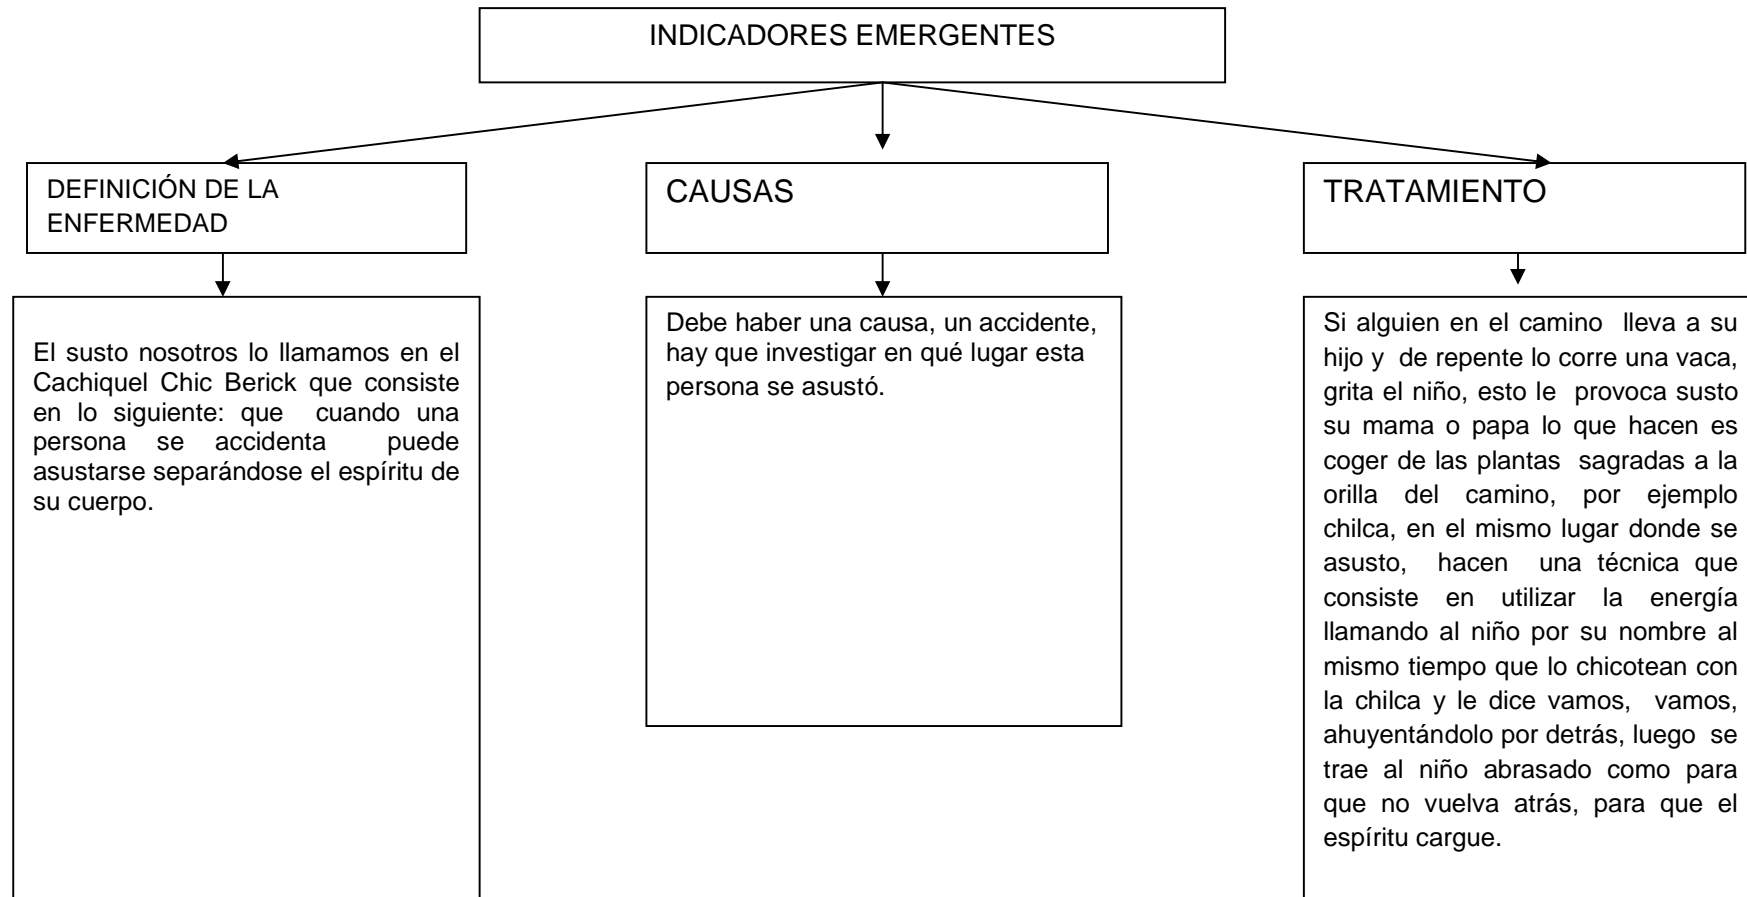 INDICADORES EMERGENTES
DEFINICIÓN DE LA
ENFERMEDAD
El susto nosotros lo llamamos en el
Cachiquel Chic Berick que consiste
en lo siguiente: que cuando una
persona se accidenta puede
asustarse separándose el espíritu de
su cuerpo.
CAUSAS
Debe haber una causa, un accidente,
hay que investigar en qué lugar esta
persona se asustó.
TRATAMIENTO
Si alguien en el camino lleva a su
hijo y de repente lo corre una vaca,
grita el niño, esto le provoca susto
su mama o papa lo que hacen es
coger de las plantas sagradas a la
orilla del camino, por ejemplo
chilca, en el mismo lugar donde se
asusto, hacen una técnica que
consiste en utilizar la energía
llamando al niño por su nombre al
mismo tiempo que lo chicotean con
la chilca y le dice vamos, vamos,
ahuyentándolo por detrás, luego se
trae al niño abrasado como para
que no vuelva atrás, para que el
espíritu cargue.